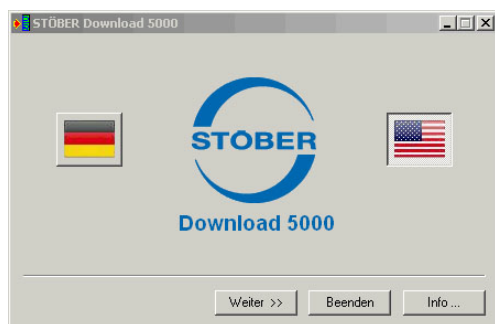 STÖBER Download 5000
STÖBER
Download 5000
Weiter >>
Beenden
Info ...